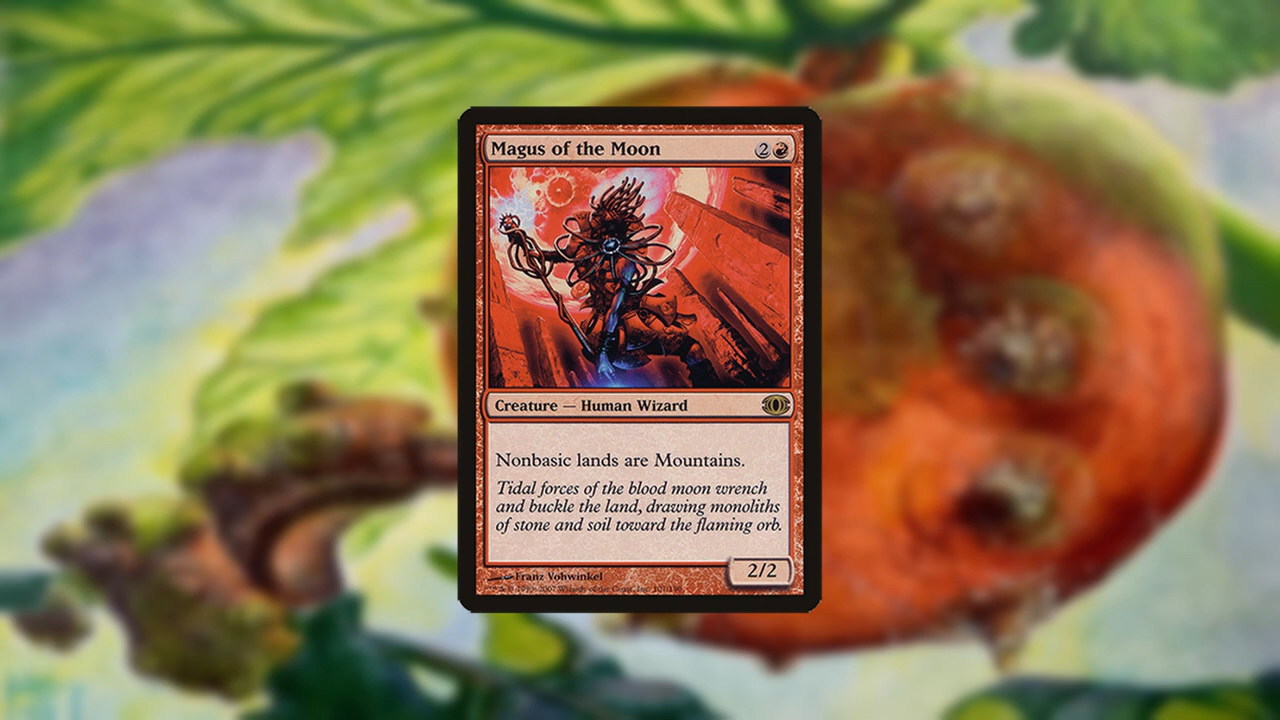 Magus of the Moon 2
Creature — Human Wizard
Nonbasic lands are Mountains.
Tidal forces of the blood moon wrench
and buckle the land, drawing monoliths
of stone and soil toward the flaming orb.
2/2
Franz Vohwinkel